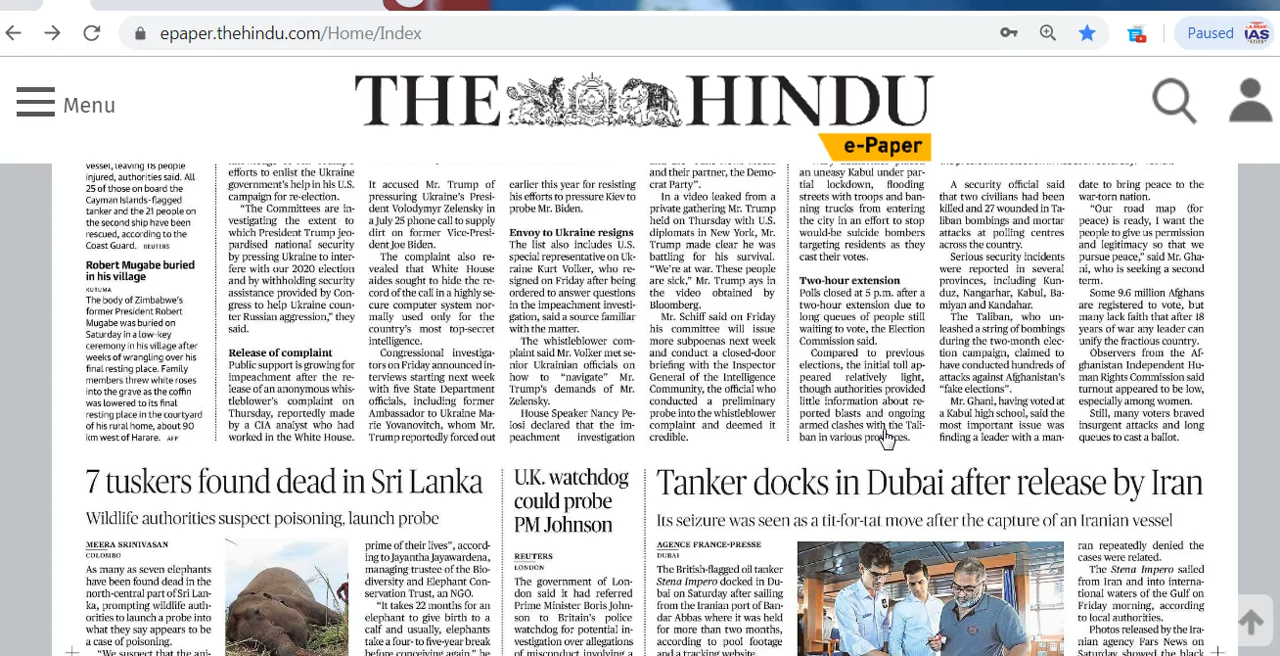 epaper.thehindu.com/Home/Index
Paused
IAS
Menu
THE HINDU
e-Paper
vessel, leaving 18 people
injured, authorities said. All
25 of those on board the
Cayman Islands-flagged
tanker and the 21 people on
the second ship have been
rescued, according to the
Coast Guard. REUTERS
Robert Mugabe buried
in his village
KUTUMA
The body of Zimbabwe's
former President Robert
Mugabe was buried on
Saturday in a low-key
ceremony in his village after
weeks of wrangling over his
final resting place. Family
members threw white roses
into the grave as the coffin
was lowered to its final
resting place in the courtyard
of his rural home, about 90
km west of Harare. AFP
efforts to enlist the Ukraine
government's help in his U.S.
campaign for re-election.
"The Committees are in-
vestigating the extent to
which President Trump jeo-
pardised national security
by pressing Ukraine to inter-
fere with our 2020 election
and by withholding security
assistance provided by Con-
gress to help Ukraine coun-
ter Russian aggression," they
said.
Release of complaint
Public support is growing for
impeachment after the re-
lease of an anonymous whis-
tleblower's complaint on
Thursday, reportedly made
by a CIA analyst who had
worked in the White House.
It accused Mr. Trump of
pressuring Ukraine's Presi-
dent Volodymyr Zelensky in
a July 25 phone call to supply
dirt on former Vice-Presi-
dent Joe Biden.
The complaint also re-
vealed that White House
aides sought to hide the re-
cord of the call in a highly se-
cure computer system nor-
mally used only for the
country's most top-secret
intelligence.
Congressional investiga-
tors on Friday announced in-
terviews starting next week
with five State Department
officials, including former
Ambassador to Ukraine Ma-
rie Yovanovitch, whom Mr.
Trump reportedly forced out
earlier this year for resisting
his efforts to pressure Kiev to
probe Mr. Biden.
Envoy to Ukraine resigns
The list also includes U.S.
special representative on Uk-
raine Kurt Volker, who re-
signed on Friday after being
ordered to answer questions
in the impeachment investi-
gation, said a source familiar
with the matter.
The whistleblower com-
plaint said Mr. Volker met se-
nior Ukrainian officials on
how to "navigate" Mr.
Trump's demands of Mr.
Zelensky.
House Speaker Nancy Pe-
losi declared that the im-
peachment investigation
and their partner, the Demo-
crat Party".
In a video leaked from a
private gathering Mr. Trump
held on Thursday with U.S.
diplomats in New York, Mr.
Trump made clear he was
battling for his survival.
"We're at war. These people
are sick," Mr. Trump ays in
the video obtained by
Bloomberg.
Mr. Schiff said on Friday
his committee will issue
more subpoenas next week
and conduct a closed-door
briefing with the Inspector
General of the Intelligence
Community, the official who
conducted a preliminary
probe into the whistleblower
complaint and deemed it
credible.
an uneasy Kabul under par-
tial lockdown, flooding
streets with troops and ban-
ning trucks from entering
the city in an effort to stop
would-be suicide bombers
targeting residents as they
cast their votes.
Two-hour extension
Polls closed at 5 p.m. after a
two-hour extension due to
long queues of people still
waiting to vote, the Election
Commission said.
Compared to previous
elections, the initial toll ap-
peared relatively light,
though authorities provided
little information about re-
ported blasts and ongoing
armed clashes with the Tali-
ban in various
A security official said
that two civilians had been
killed and 27 wounded in Ta-
liban bombings and mortar
attacks at polling centres
across the country.
Serious security incidents
were reported in several
provinces, including Kun-
duz, Nangarhar, Kabul, Ba-
miyan and Kandahar.
The Taliban, who un-
leashed a string of bombings
during the two-month elec-
tion campaign, claimed to
have conducted hundreds of
attacks against Afghanistan's
"fake elections".
Mr. Ghani, having voted at
a Kabul high school, said the
most important issue was
finding a leader with a man-
date to bring peace to the
war-torn nation.
"Our road map (for
peace) is ready, I want the
people to give us permission
and legitimacy so that we
pursue peace," said Mr. Gha-
ni, who is seeking a second
term.
Some 9.6 million Afghans
are registered to vote, but
many lack faith that after 18
years of war any leader can
unify the fractious country.
Observers from the Af-
ghanistan Independent Hu-
man Rights Commission said
turnout appeared to be low,
especially among women.
Still, many voters braved
insurgent attacks and long
queues to cast a ballot.
7 tuskers found dead in Sri Lanka
Wildlife authorities suspect poisoning, launch probe
MEERA SRINIVASAN
COLOMBO
As many as seven elephants
have been found dead in the
north-central part of Sri Lan-
ka, prompting wildlife auth-
orities to launch a probe into
what they say appears to be
a case of poisoning.
"We suspect that the ani-
prime of their lives", accord-
ing to Jayantha Jayawardena,
managing trustee of the Bio-
diversity and Elephant Con-
servation Trust, an NGO.
"It takes 22 months for an
elephant to give birth to a
calf and usually, elephants
take a four-to five-year break
before conceiving again," he
U.K. watchdog
could probe
PM Johnson
REUTERS
LONDON
The government of Lon-
don said it had referred
Prime Minister Boris John-
son to Britain's police
watchdog for potential in-
vestigation over allegations
of misconduct involving a
Tanker docks in Dubai after release by Iran
Its seizure was seen as a tit-for-tat move after the capture of an Iranian vessel
AGENCE FRANCE-PRESSE
DUBAI
The British-flagged oil tanker
Stena Impero docked in Du-
bai on Saturday after sailing
from the Iranian port of Ban-
dar Abbas where it was held
for more than two months,
according to pool footage
and a tracking website.
ran repeatedly denied the
cases were related.
The Stena Impero sailed
from Iran and into interna-
tional waters of the Gulf on
Friday morning, according
to local authorities.
Photos released by the Ira-
nian agency Fars News on
Saturday showed the black